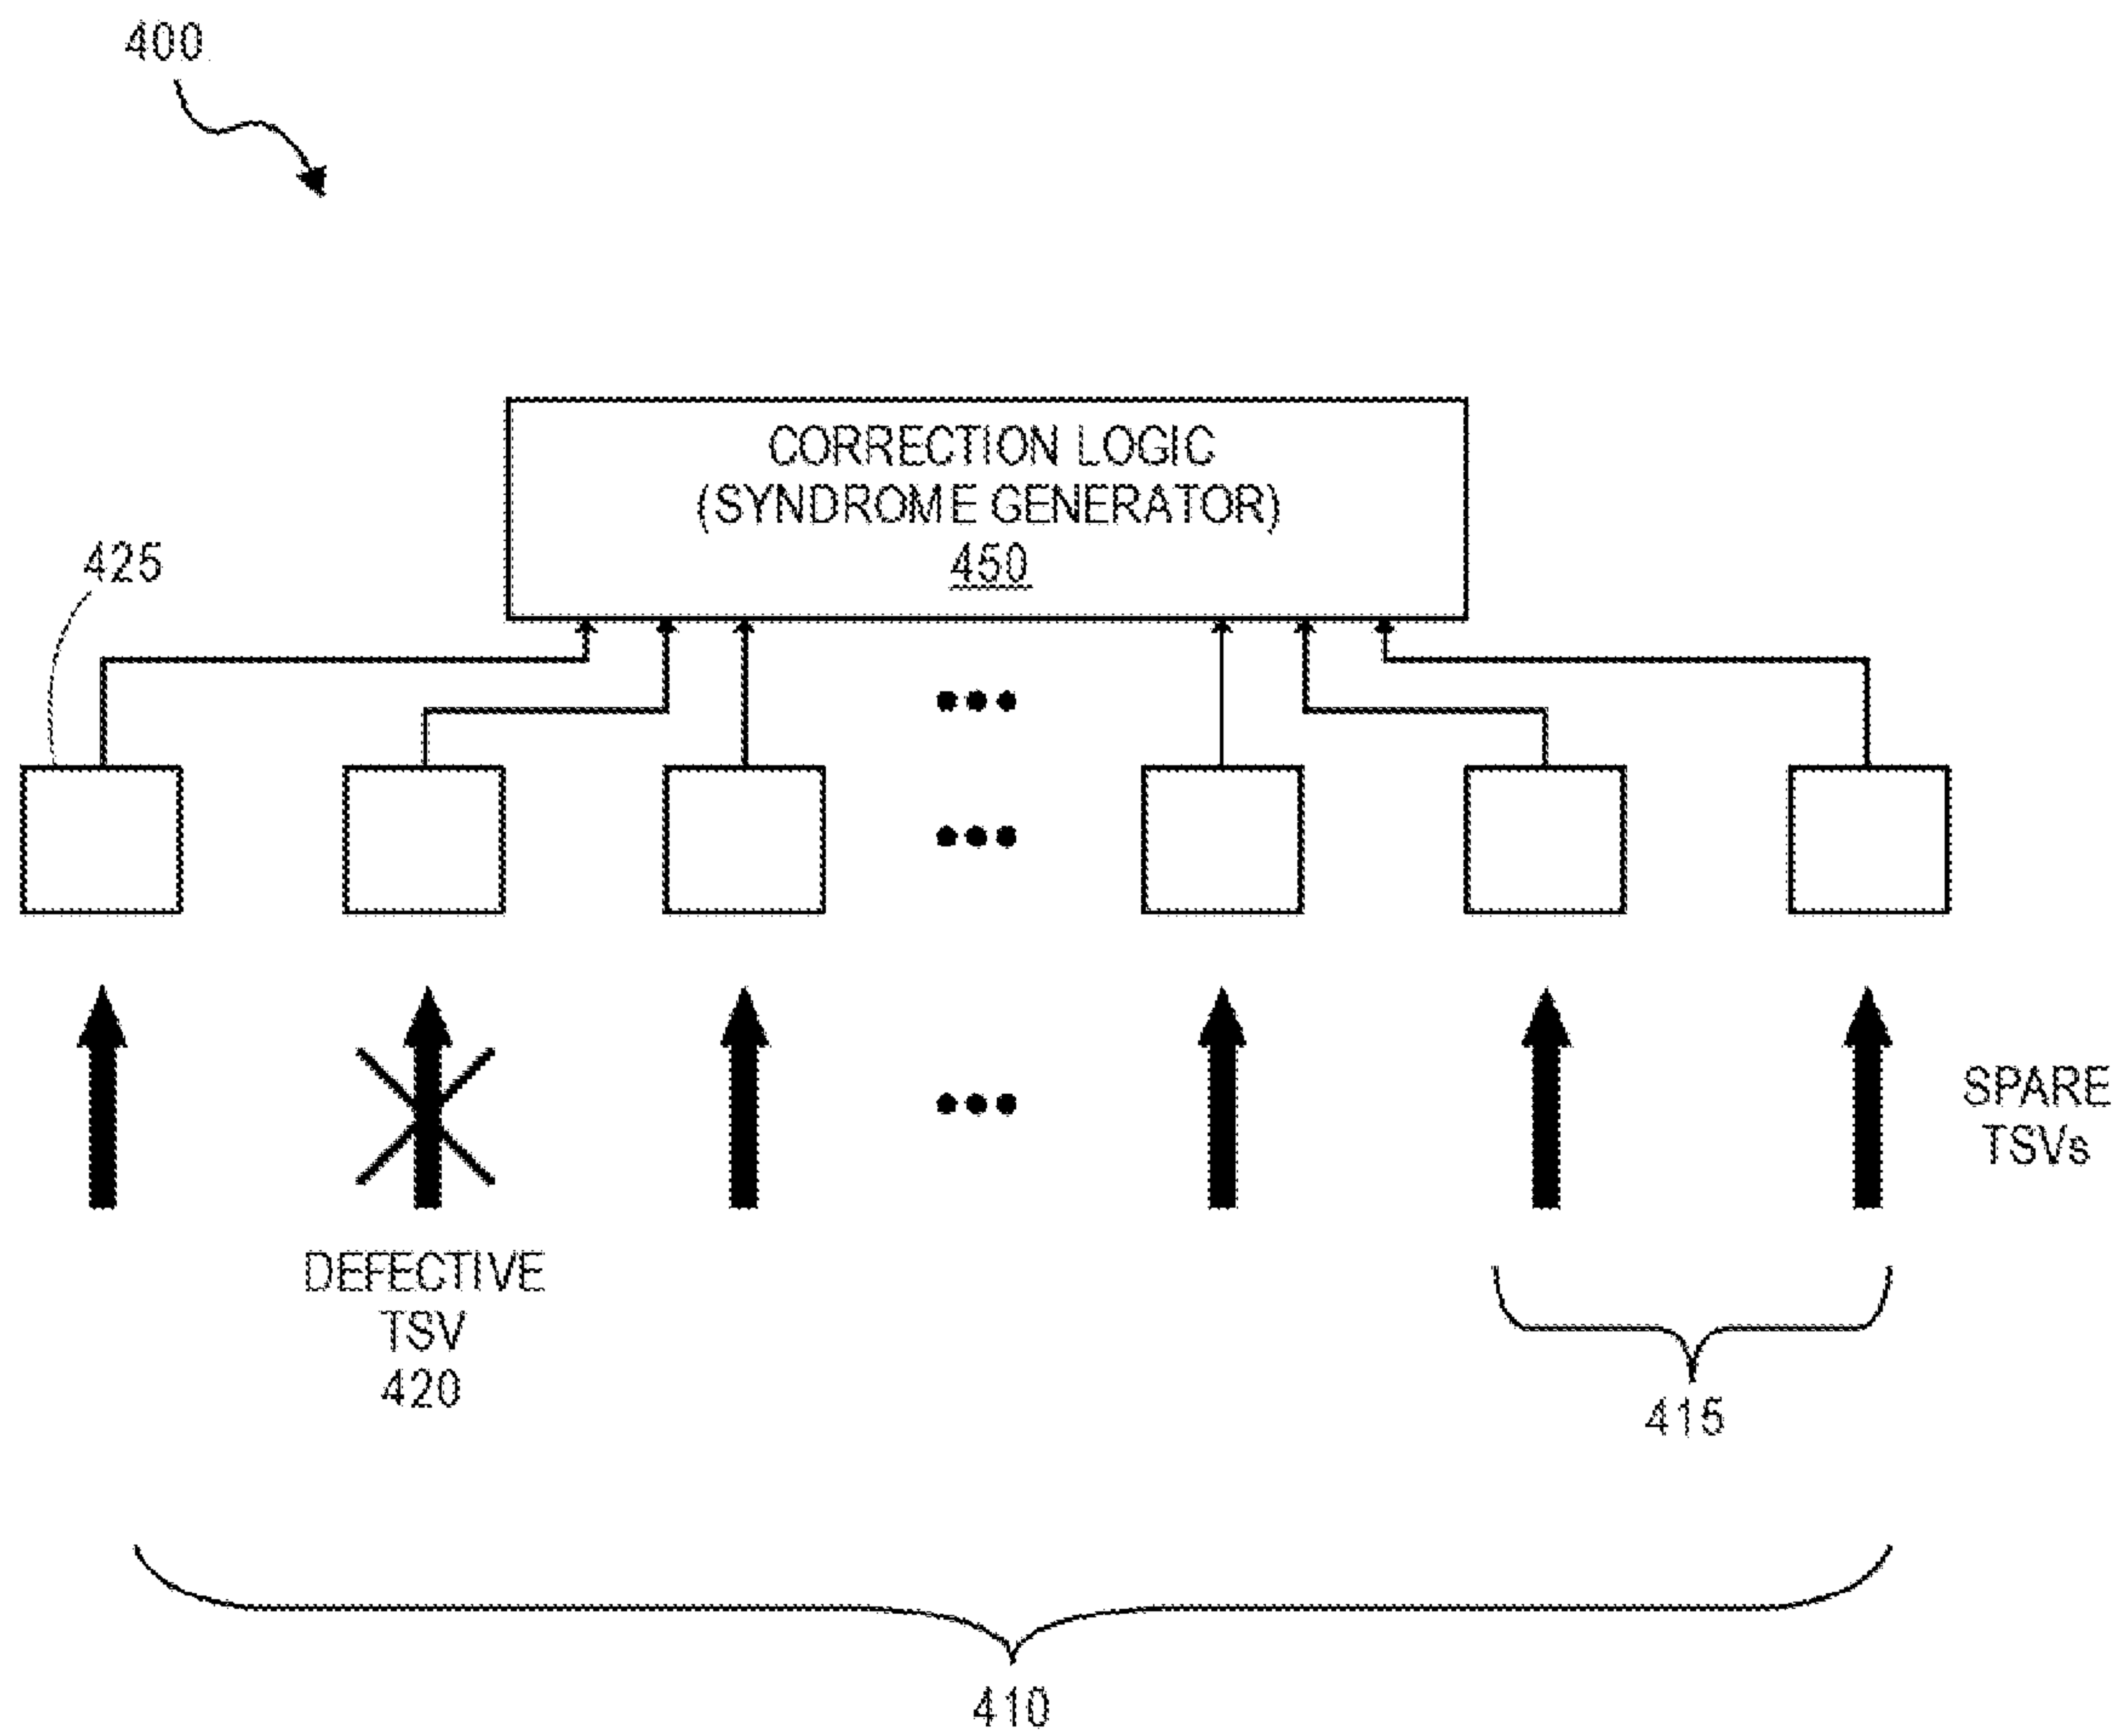 400
CORRECTION LOGIC
(SYNDROME GENERATOR)
450
425
SPARE
TSVs
DEFECTIVE
TSV
420
415
410